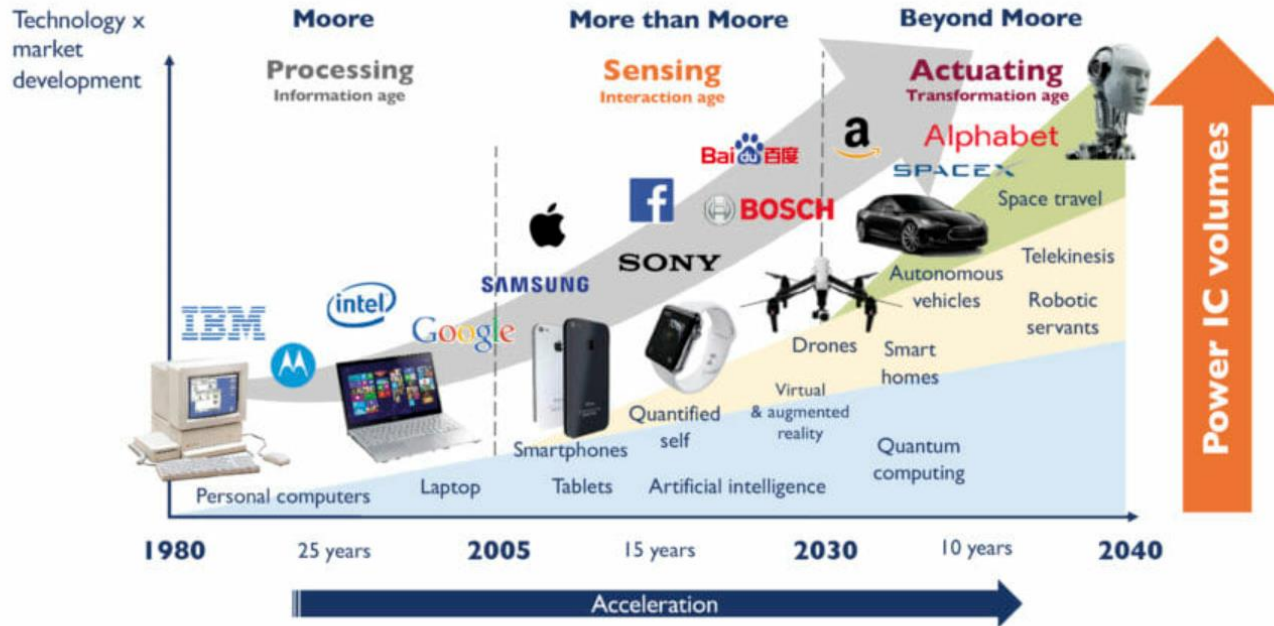 Technology x
market
development
Moore
More than Moore
Beyond Moore
Processing
Information age
Sensing
Interaction age
Actuating
Transformation age
Baidu百度
a
Alphabet
SPACEX
BOSCH
Space travel
SONY
SAMSUNG
intel
IBM
Google
Autonomous
vehicles
Telekinesis
Robotic
servants
Drones
Smart
homes
Virtual
& augmented
reality
Quantified
self
Smartphones
Quantum
computing
Personal computers
Laptop
Tablets
Artificial intelligence
1980
25 years
2005
15 years
2030
10 years
2040
Acceleration
Power IC volumes